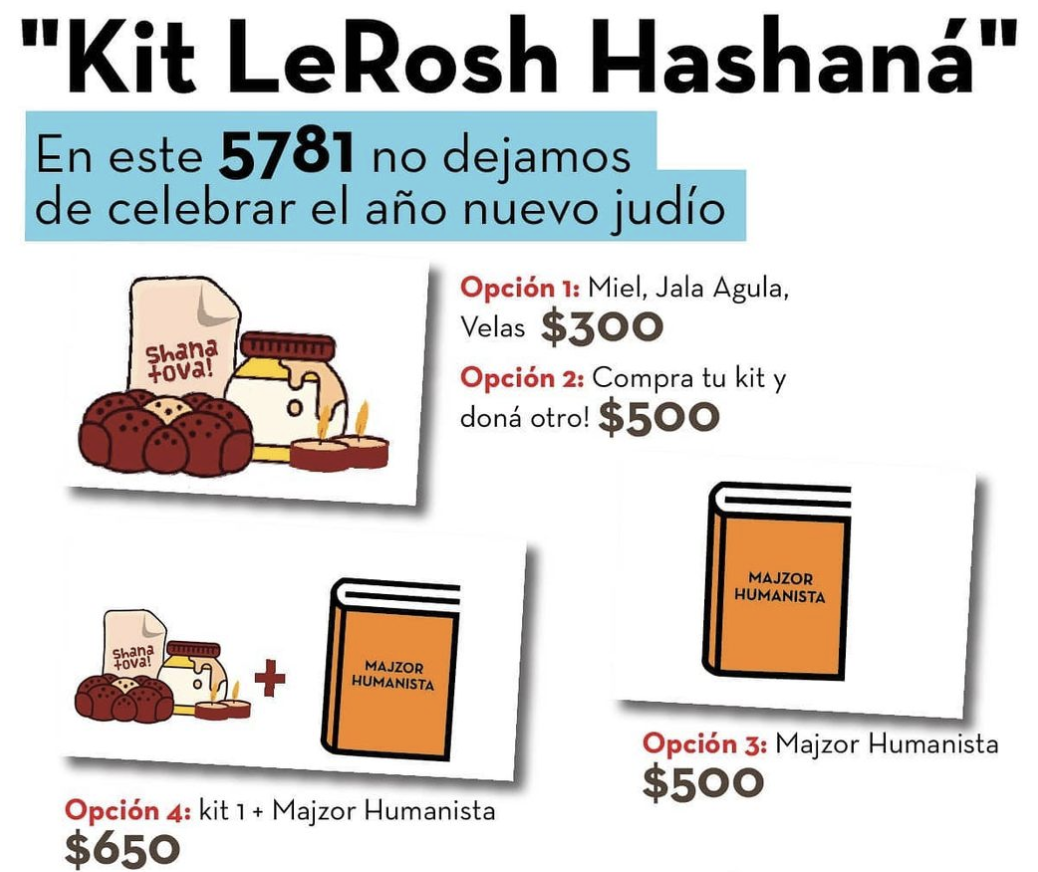 "Kit LeRosh Hashaná"
En este 5781 no dejamos
de celebrar el año nuevo judío
Shana
tova!
Opción 1: Miel, Jala Agula,
Velas $300
Opción 2: Compra tu kit y
doná otro! $500
MAJZOR
HUMANISTA
Opción 3: Majzor Humanista
$500
Shana
tova!
+
MAJZOR
HUMANISTA
Opción 4: kit 1 + Majzor Humanista
$650